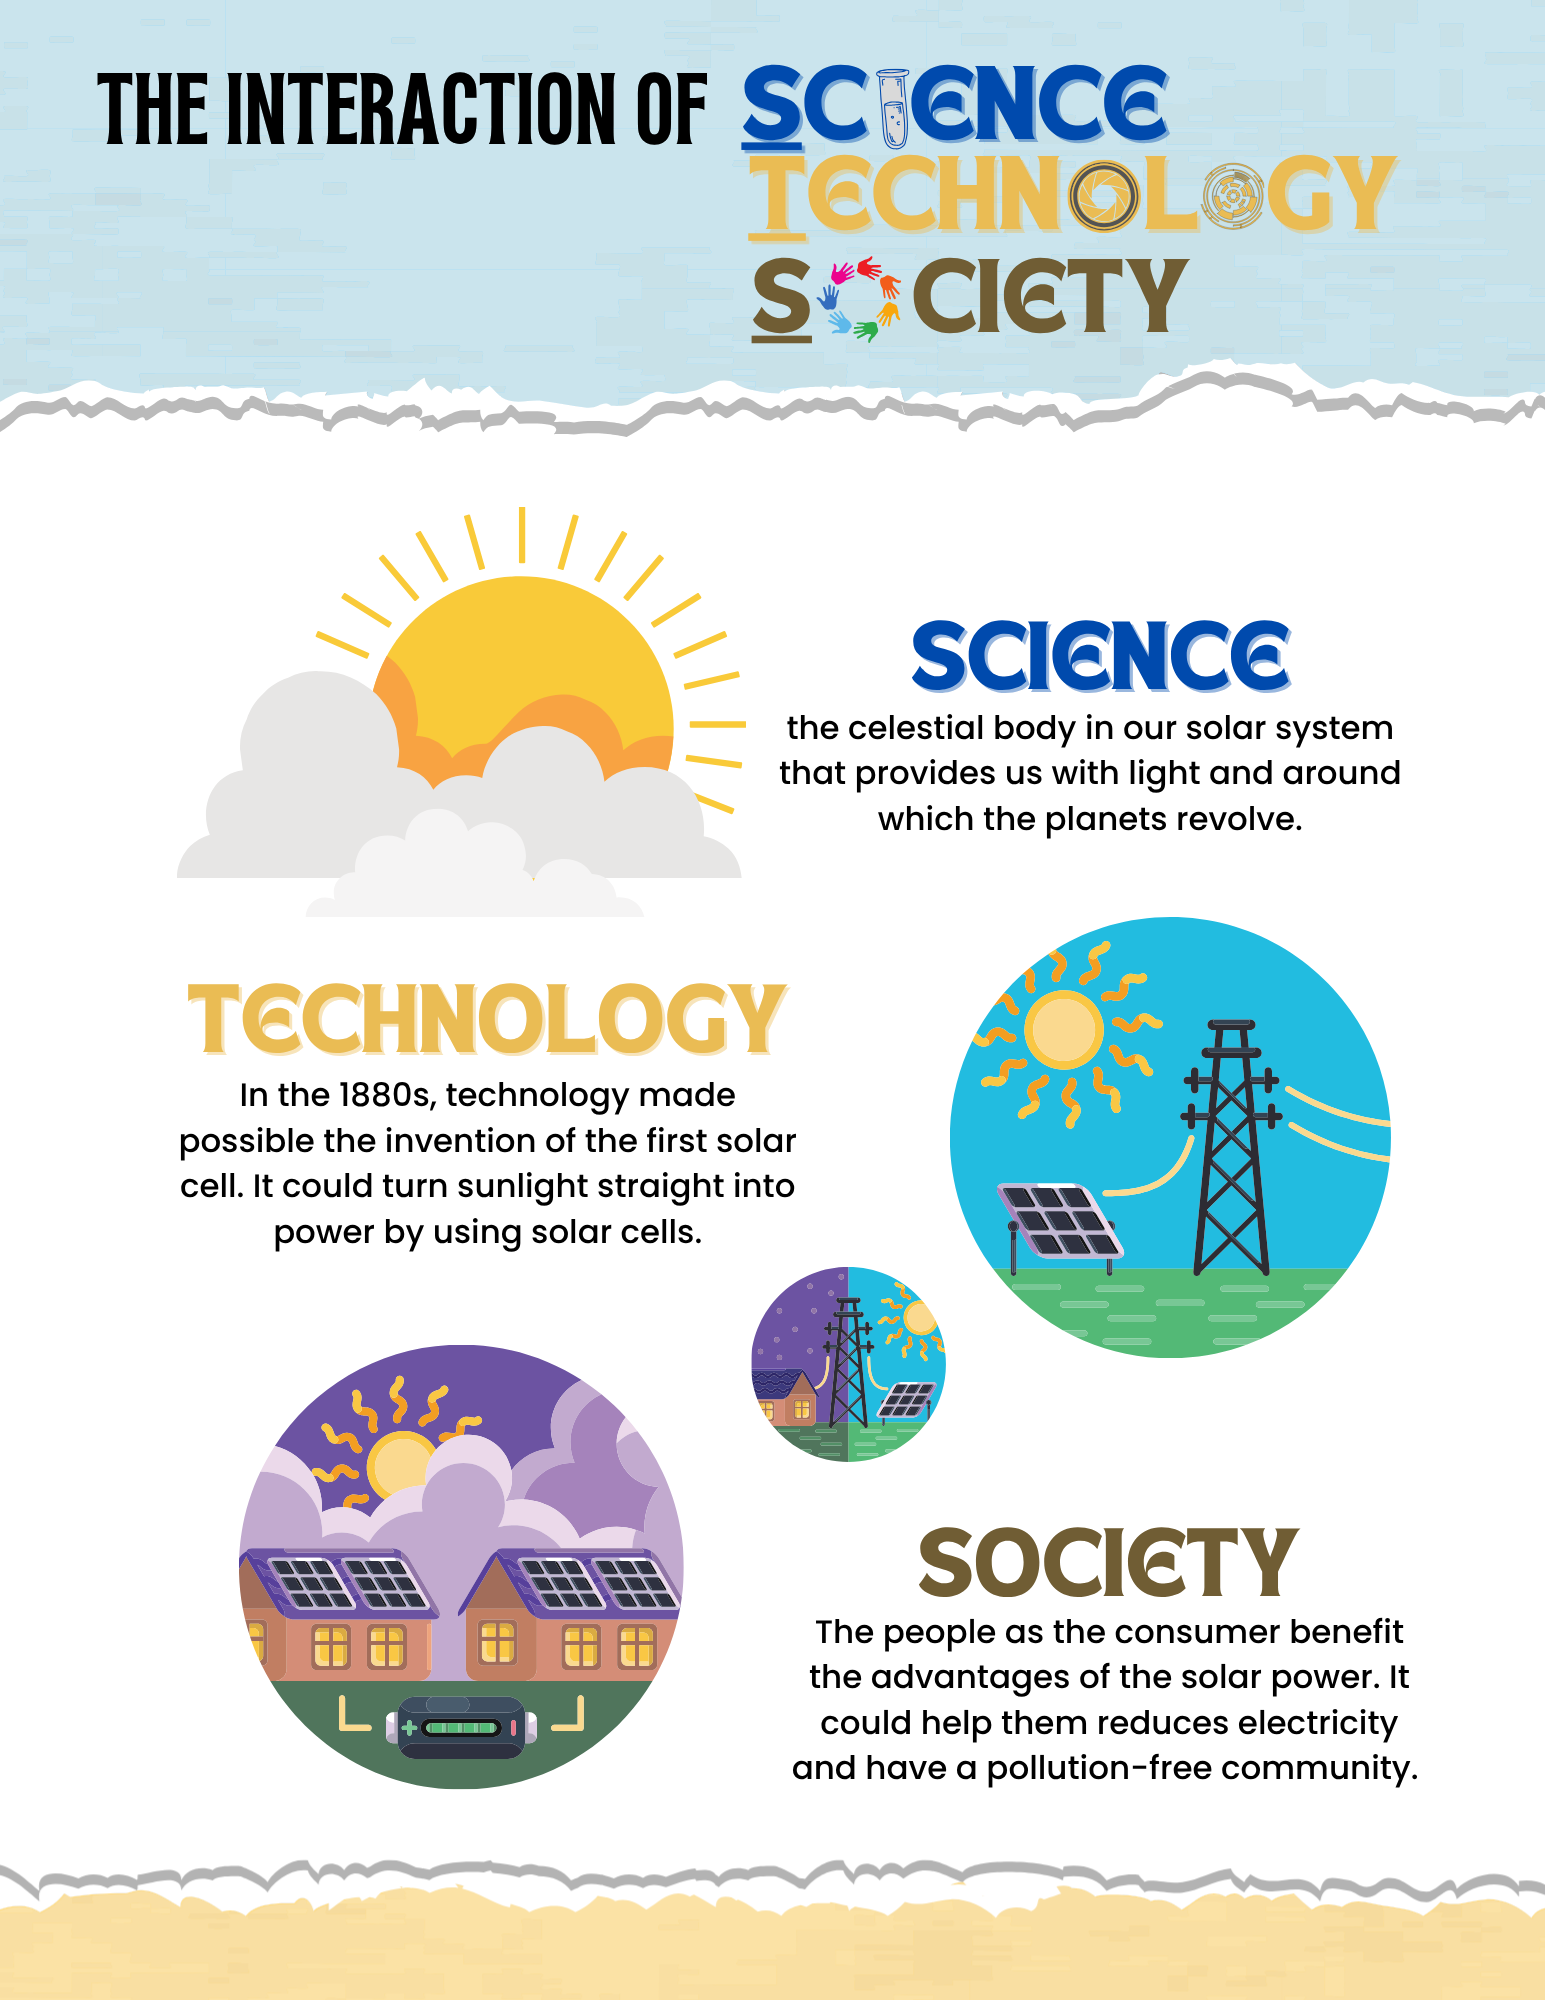 THE INTERACTION OF SCIENCE
TECHNOLOGY
SOCIETY
SCIENCE
the celestial body in our solar system
that provides us with light and around
which the planets revolve.
TECHNOLOGY
In the 1880s, technology made
possible the invention of the first solar
cell. It could turn sunlight straight into
power by using solar cells.
SOCIETY
The people as the consumer benefit
the advantages of the solar power. It
could help them reduces electricity
and have a pollution-free community.